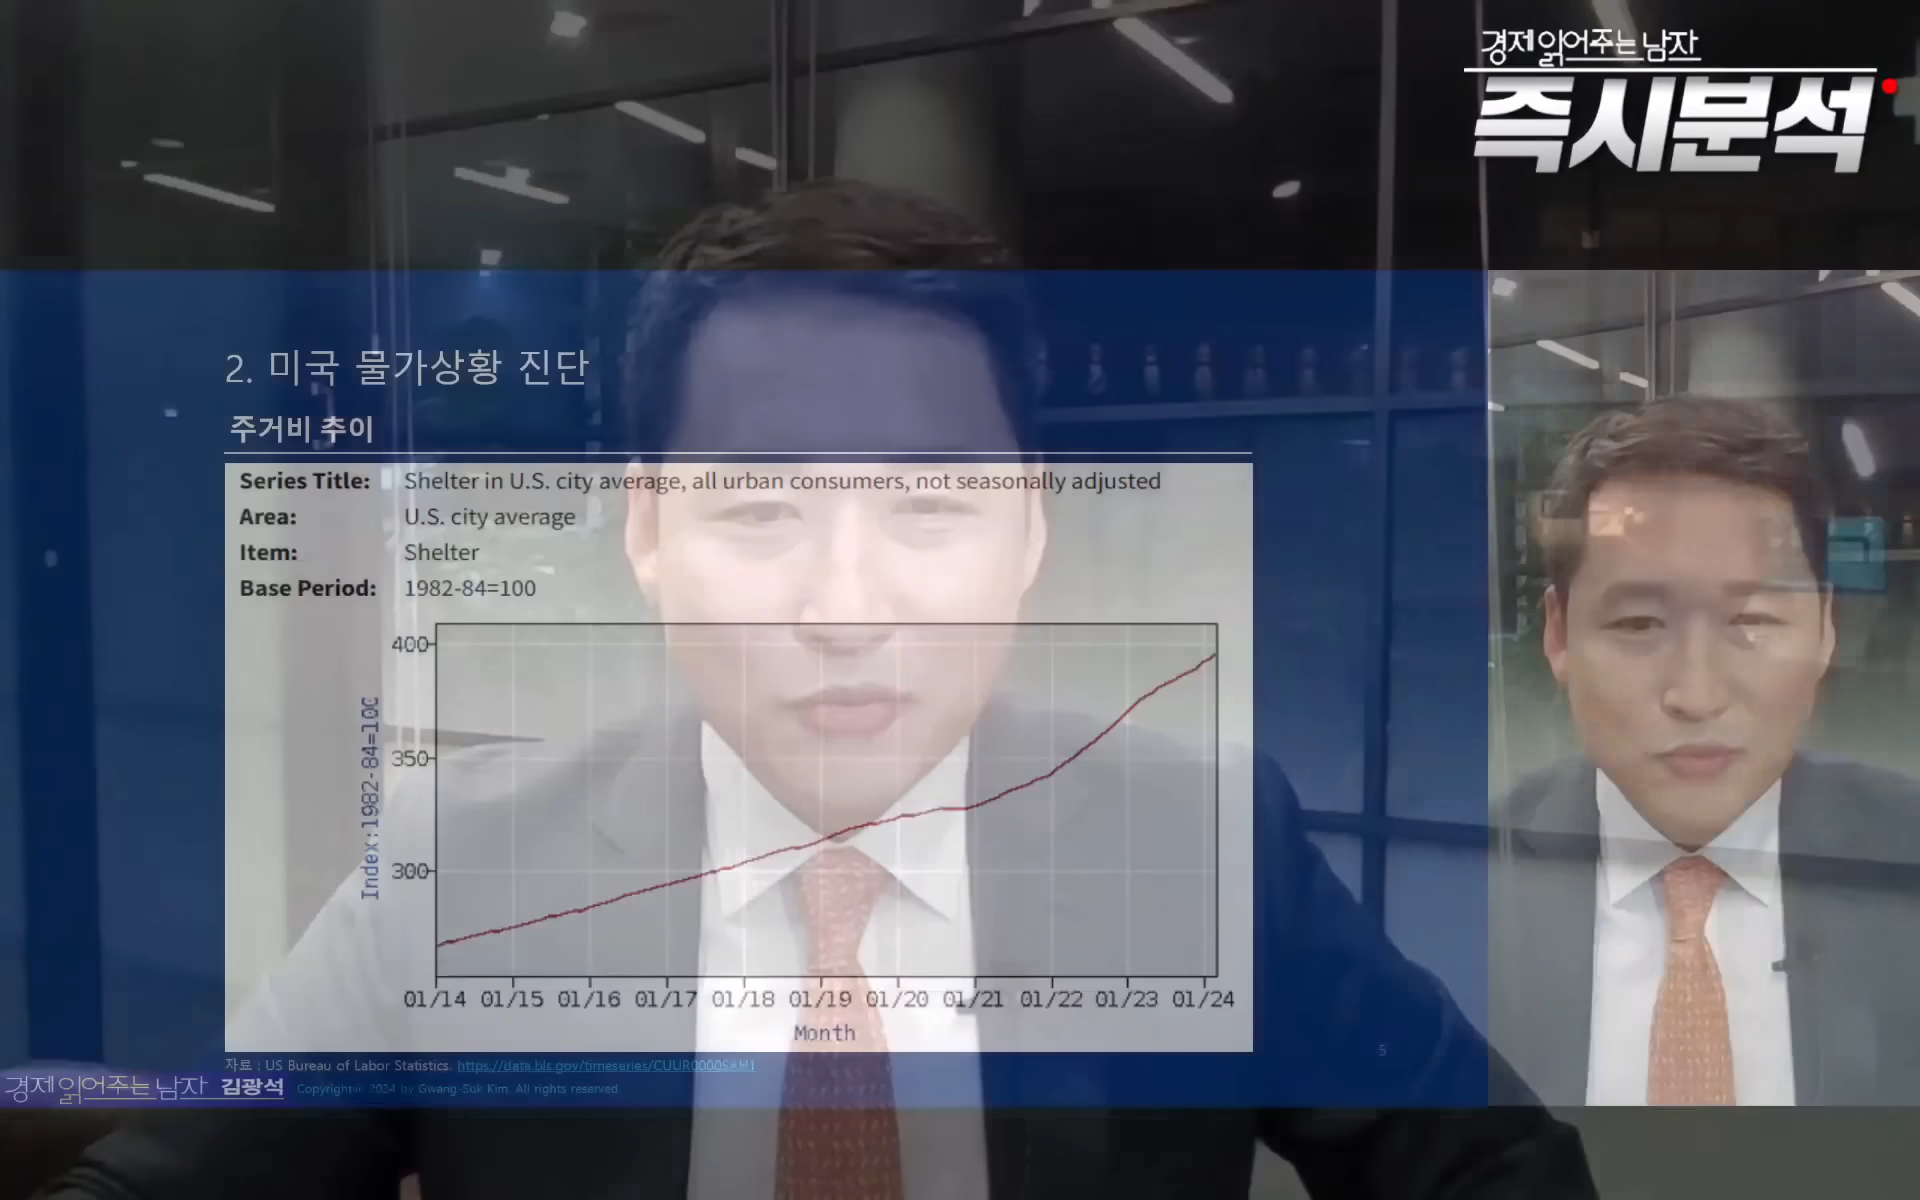 경제 읽어주는 남자
즉시분석
2. 미국 물가상황 진단
주거비 추이
Series Title: Shelter in U.S. city average, all urban consumers, not seasonally adjusted
Area: U.S. city average
Item: Shelter
Base Period: 1982-84=100
400
350
300
Index:1982-84=100
01/14 01/15 01/16 01/17 01/18 01/19 01/20 01/21 01/22 01/23 01/24
Month
자료 : US Bureau of Labor Statistics.
5
경제 읽어주는 남자 김광석 Copyright© 2024 by Gwang-Suk Kim. All rights reserved